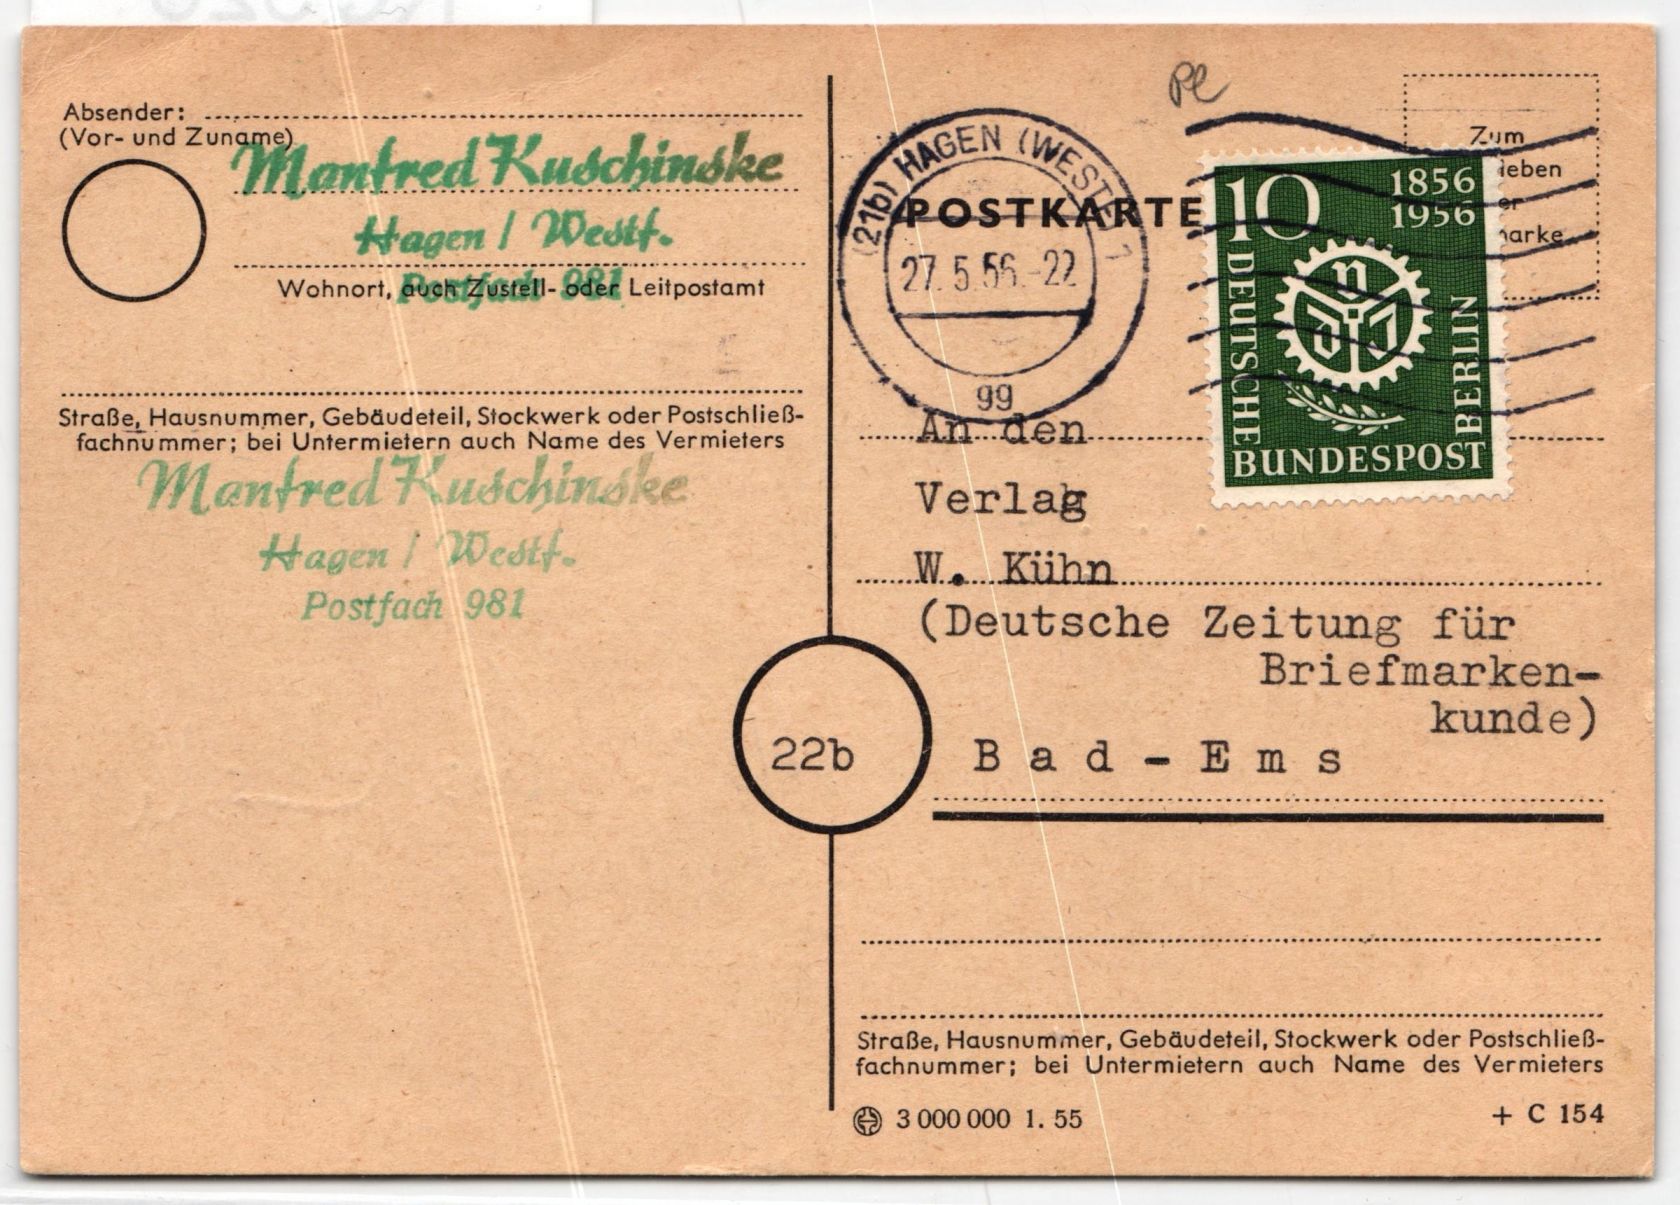 Absender:
(Vor- und Zuname)
Manfred Kuschinske
Hagen / Westf.
Postfach 981
Wohnort, auch Zustell- oder Leitpostamt
Straße, Hausnummer, Gebäudeteil, Stockwerk oder Postschließ-
fachnummer; bei Untermietern auch Name des Vermieters
Manfred Kuschinske
Hagen / Westf.
Postfach 981
POSTKARTE
(21b) HAGEN (WESTF) 1
27.5.56.-22
gg
Zum
10
1856
1956
DEUTSCHE
BUNDESPOST
BERLIN
VDI
An den
Verlag
W. Kühn
(Deutsche Zeitung für
Briefmarken-
kunde)
22b
Bad-Ems
Straße, Hausnummer, Gebäudeteil, Stockwerk oder Postschließ-
fachnummer; bei Untermietern auch Name des Vermieters
3 000 000 1. 55
+ C 154